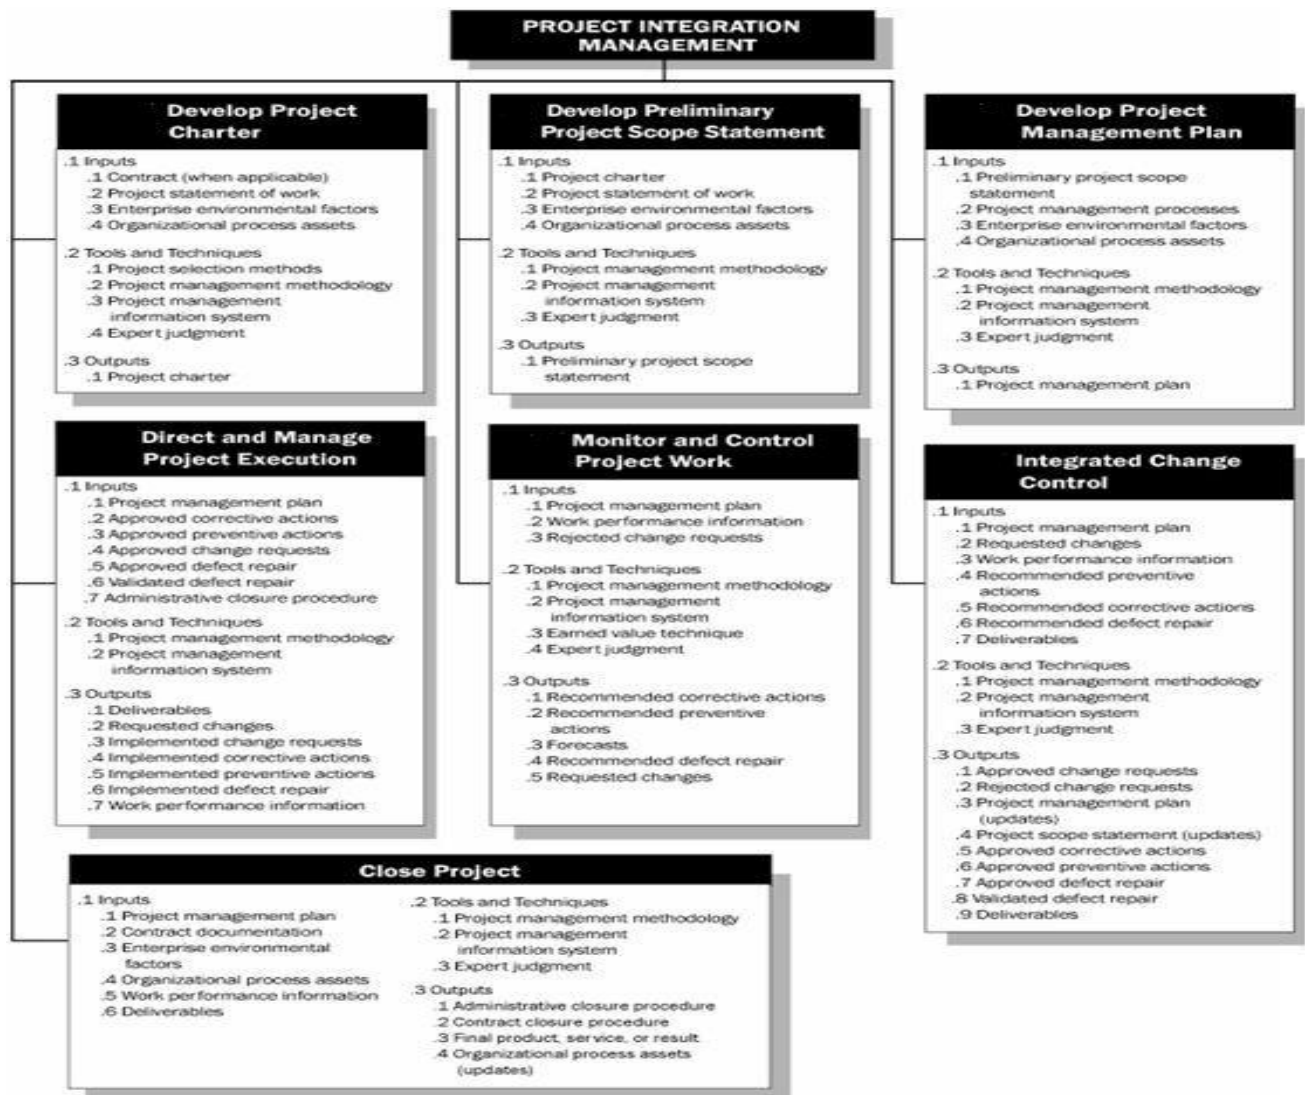 PROJECT INTEGRATION
MANAGEMENT
Develop Project
Charter
.1 Inputs
.1 Contract (when applicable)
.2 Project statement of work
.3 Enterprise environmental factors
.4 Organizational process assets
.2 Tools and Techniques
.1 Project selection methods
.2 Project management methodology
.3 Project management
information system
.4 Expert judgment
.3 Outputs
.1 Project charter
Develop Preliminary
Project Scope Statement
.1 Inputs
.1 Project charter
.2 Project statement of work
.3 Enterprise environmental factors
.4 Organizational process assets
.2 Tools and Techniques
.1 Project management methodology
.2 Project management
information system
.3 Expert judgment
.3 Outputs
.1 Preliminary project scope
statement
Develop Project
Management Plan
.1 Inputs
.1 Preliminary project scope
statement
.2 Project management processes
.3 Enterprise environmental factors
.4 Organizational process assets
.2 Tools and Techniques
.1 Project management methodology
.2 Project management
information system
.3 Expert judgment
.3 Outputs
.1 Project management plan
Direct and Manage
Project Execution
.1 Inputs
.1 Project management plan
.2 Approved corrective actions
.3 Approved preventive actions
.4 Approved change requests
.5 Approved defect repair
.6 Validated defect repair
.7 Administrative closure procedure
.2 Tools and Techniques
.1 Project management methodology
.2 Project management
information system
.3 Outputs
.1 Deliverables
.2 Requested changes
.3 Implemented change requests
.4 Implemented corrective actions
.5 Implemented preventive actions
.6 Implemented defect repair
.7 Work performance information
Monitor and Control
Project Work
.1 Inputs
.1 Project management plan
.2 Work performance information
.3 Rejected change requests
.2 Tools and Techniques
.1 Project management methodology
.2 Project management
information system
.3 Earned value technique
.4 Expert judgment
.3 Outputs
.1 Recommended corrective actions
.2 Recommended preventive
actions
.3 Forecasts
.4 Recommended defect repair
.5 Requested changes
Integrated Change
Control
.1 Inputs
.1 Project management plan
.2 Requested changes
.3 Work performance information
.4 Recommended preventive
actions
.5 Recommended corrective actions
.6 Recommended defect repair
.7 Deliverables
.2 Tools and Techniques
.1 Project management methodology
.2 Project management
information system
.3 Expert judgment
.3 Outputs
.1 Approved change requests
.2 Rejected change requests
.3 Project management plan
(updates)
.4 Project scope statement (updates)
.5 Approved corrective actions
.6 Approved preventive actions
.7 Approved defect repair
.8 Validated defect repair
.9 Deliverables
Close Project
.1 Inputs
.1 Project management plan
.2 Contract documentation
.3 Enterprise environmental
factors
.4 Organizational process assets
.5 Work performance information
.6 Deliverables
.2 Tools and Techniques
.1 Project management methodology
.2 Project management
information system
.3 Expert judgment
.3 Outputs
.1 Administrative closure procedure
.2 Contract closure procedure
.3 Final product, service, or result
.4 Organizational process assets
(updates)